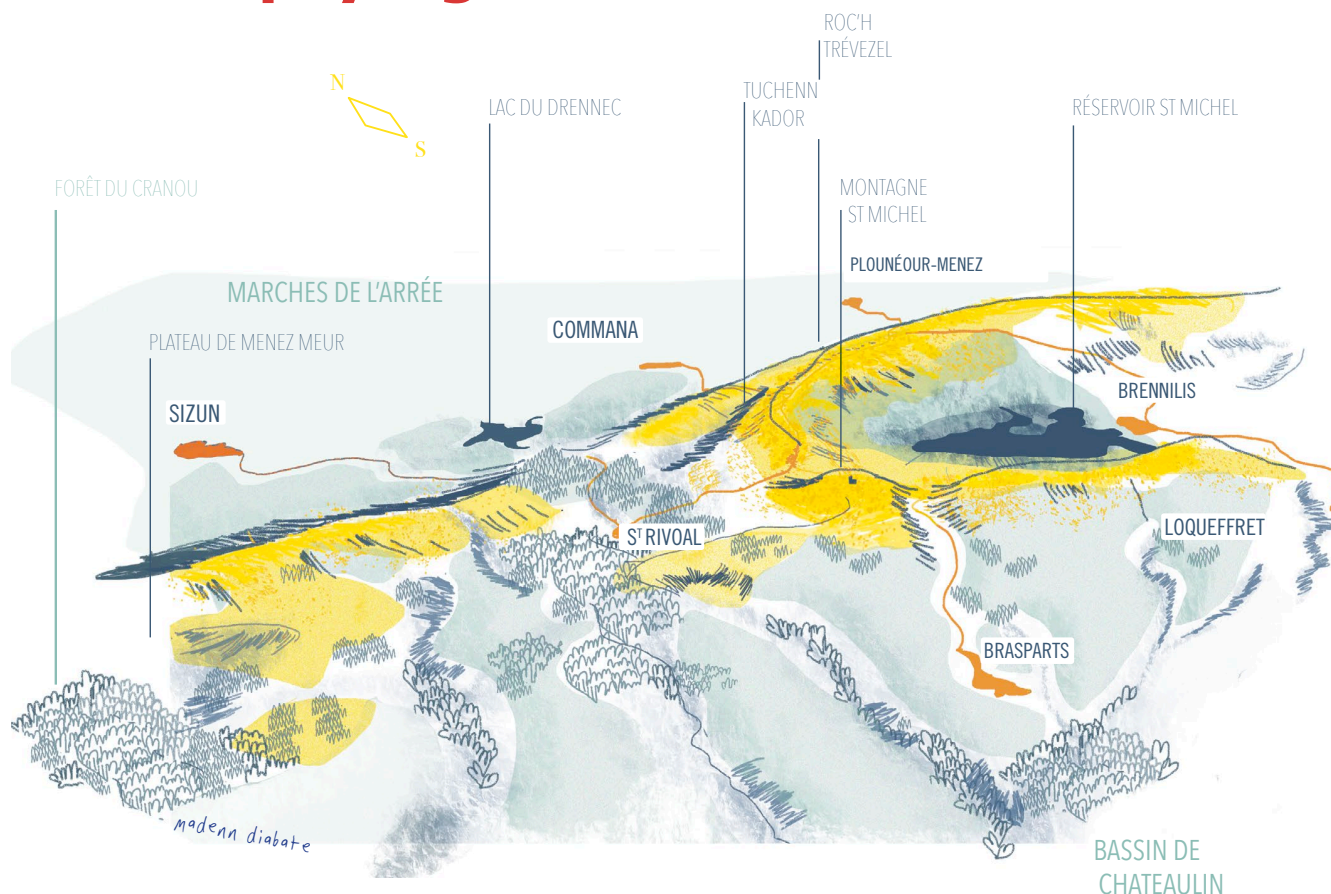 ROC'H
TRÉVEZEL
N
TUCHENN
KADOR
LAC DU DRENNEC
RÉSERVOIR ST MICHEL
S
FORÊT DU CRANOU
MONTAGNE
ST MICHEL
PLOUNÉOUR-MENEZ
MARCHES DE L'ARRÉE
COMMANA
PLATEAU DE MENEZ MEUR
BRENNILIS
SIZUN
ST RIVOAL
LOQUEFFRET
BRASPARTS
madenn diabate
BASSIN DE
CHATEAULIN